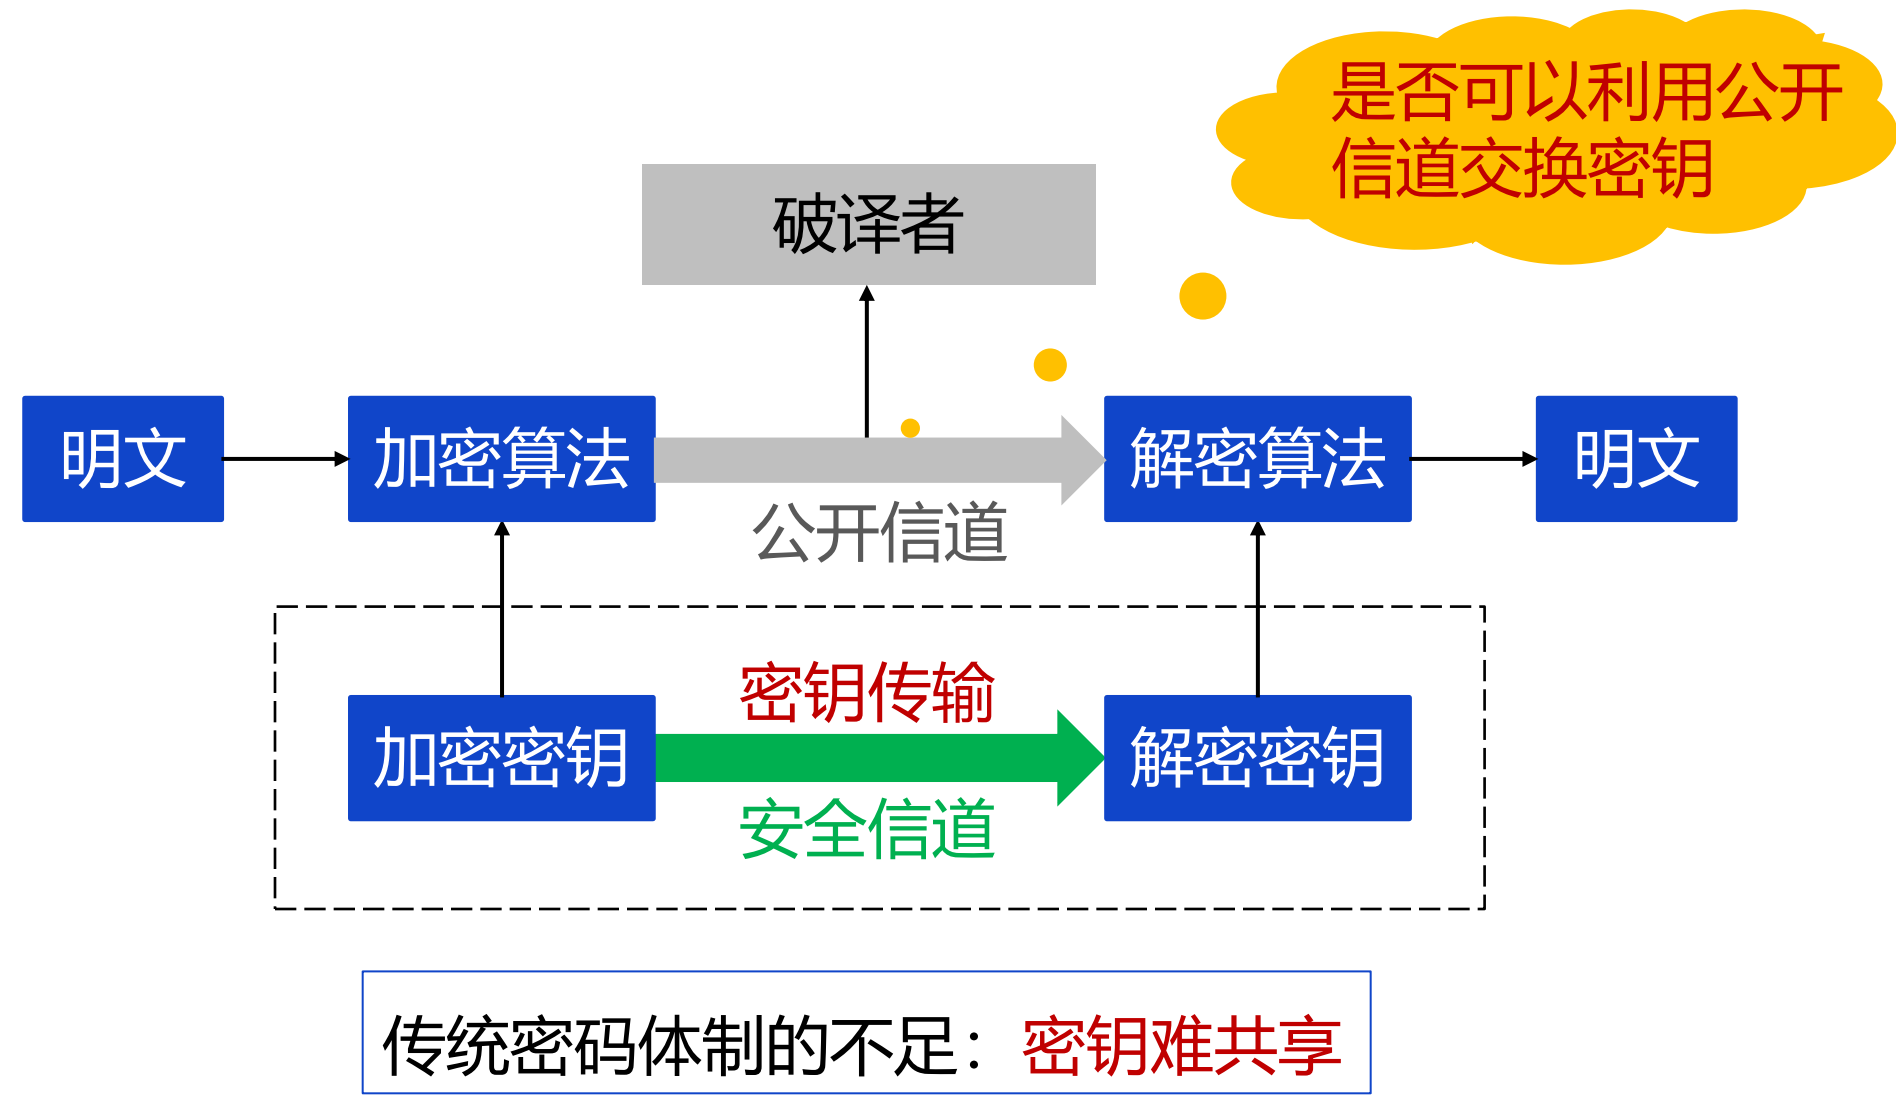 是否可以利用公开
信道交换密钥
破译者
明文
加密算法
解密算法
明文
公开信道
密钥传输
加密密钥
解密密钥
安全信道
传统密码体制的不足：密钥难共享